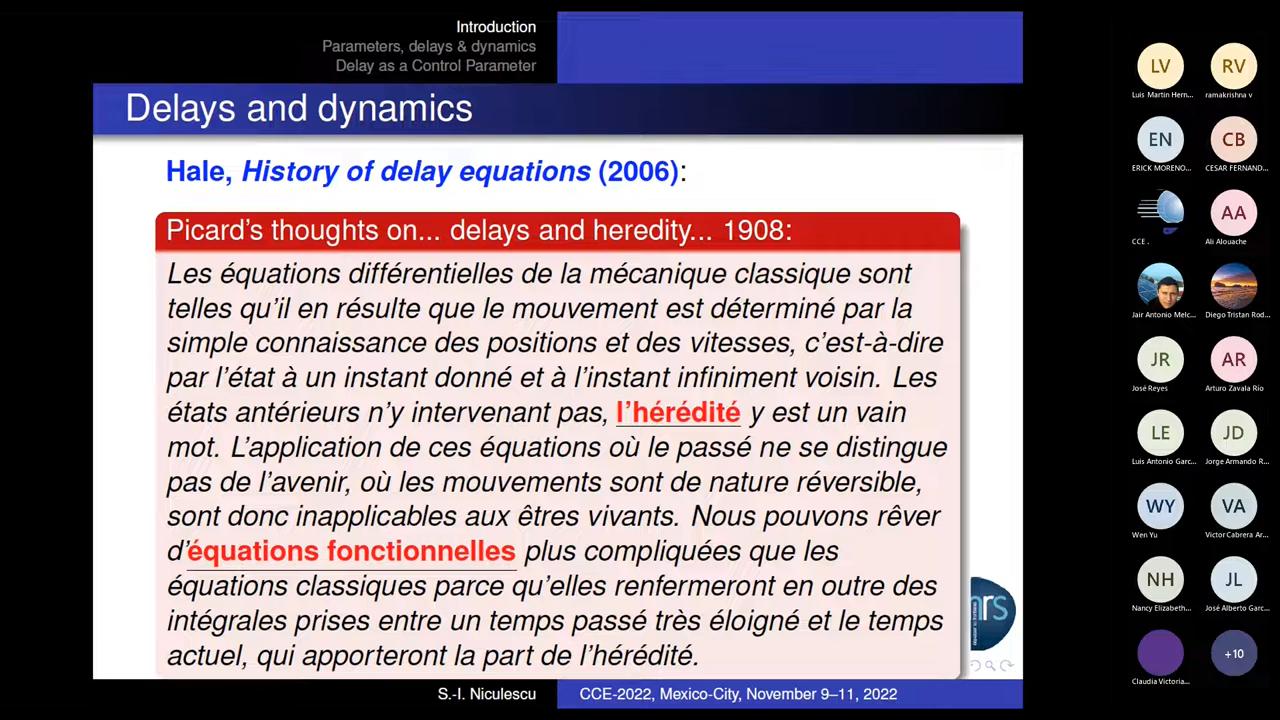 Introduction
Parameters, delays & dynamics
Delay as a Control Parameter
Delays and dynamics
Hale, History of delay equations (2006):
Picard's thoughts on... delays and heredity... 1908:
Les équations différentielles de la mécanique classique sont
telles qu'il en résulte que le mouvement est déterminé par la
simple connaissance des positions et des vitesses, c'est-à-dire
par l'état à un instant donné et à l'instant infiniment voisin. Les
états antérieurs n'y intervenant pas, l'hérédité y est un vain
mot. L'application de ces équations où le passé ne se distingue
pas de l'avenir, où les mouvements sont de nature réversible,
sont donc inapplicables aux êtres vivants. Nous pouvons rêver
d'équations fonctionnelles plus compliquées que les
équations classiques parce qu'elles renfermeront en outre des
intégrales prises entre un temps passé très éloigné et le temps
actuel, qui apporteront la part de l'hérédité.
S.-I. Niculescu
CCE-2022, Mexico-City, November 9–11, 2022
LV
RV
Luis Martin Hern...
ramakrishna v
EN
CB
ERICK MORENO...
CESAR FERNAND...
AA
CCE .
Ali Alouache
Jair Antonio Melc...
Diego Tristan Rod...
JR
AR
José Reyes
Arturo Zavala Río
LE
JD
Luis Antonio Garc...
Jorge Armando R...
WY
VA
Wen Yu
Victor Cabrera Ar...
NH
JL
Nancy Elizabeth...
José Alberto Garc...
+10
Claudia Victoria...